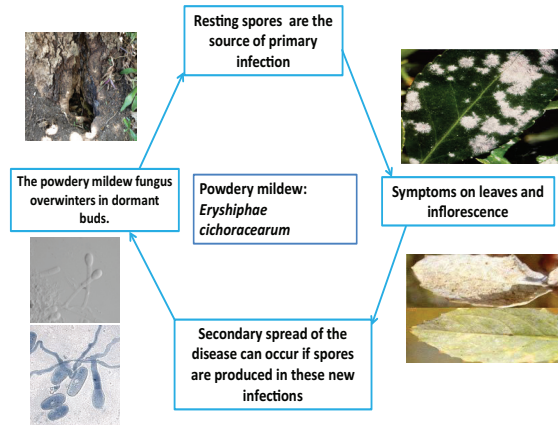 Resting spores are the
source of primary
infection
The powdery mildew fungus
overwinters in dormant
buds.
Powdery mildew:
Eryshiphae
cichoracearum
Symptoms on leaves and
inflorescence
Secondary spread of the
disease can occur if spores
are produced in these new
infections